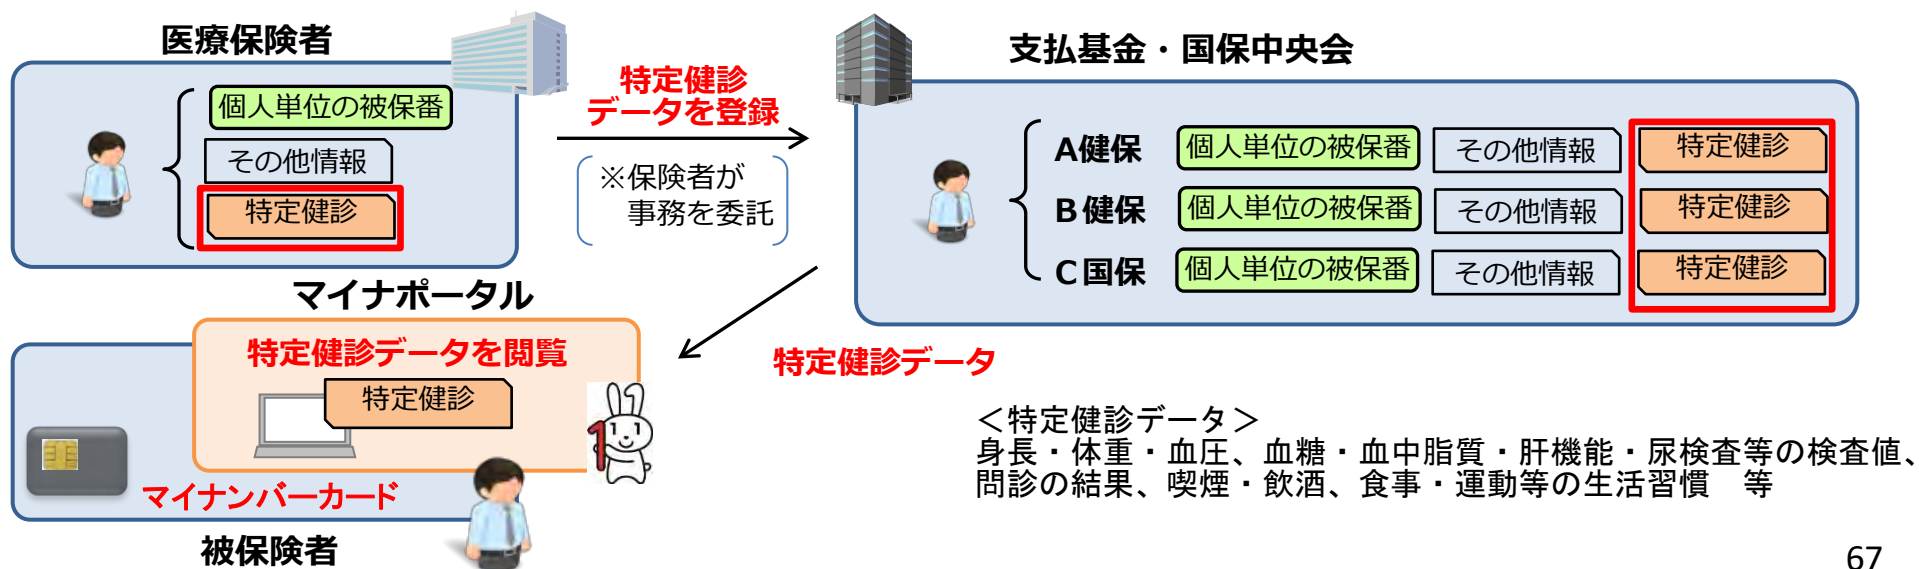 医療保険者
個人単位の被保番
その他情報
特定健診
特定健診
データを登録
※保険者が
事務を委託
支払基金・国保中央会
A健保 個人単位の被保番 その他情報 特定健診
B健保 個人単位の被保番 その他情報 特定健診
C国保 個人単位の被保番 その他情報 特定健診
マイナポータル
特定健診データを閲覧
特定健診
1
マイナンバーカード
被保険者
特定健診データ
＜特定健診データ＞
身長・体重・血圧、血糖・血中脂質・肝機能・尿検査等の検査値、
問診の結果、喫煙・飲酒、食事・運動等の生活習慣　等
67